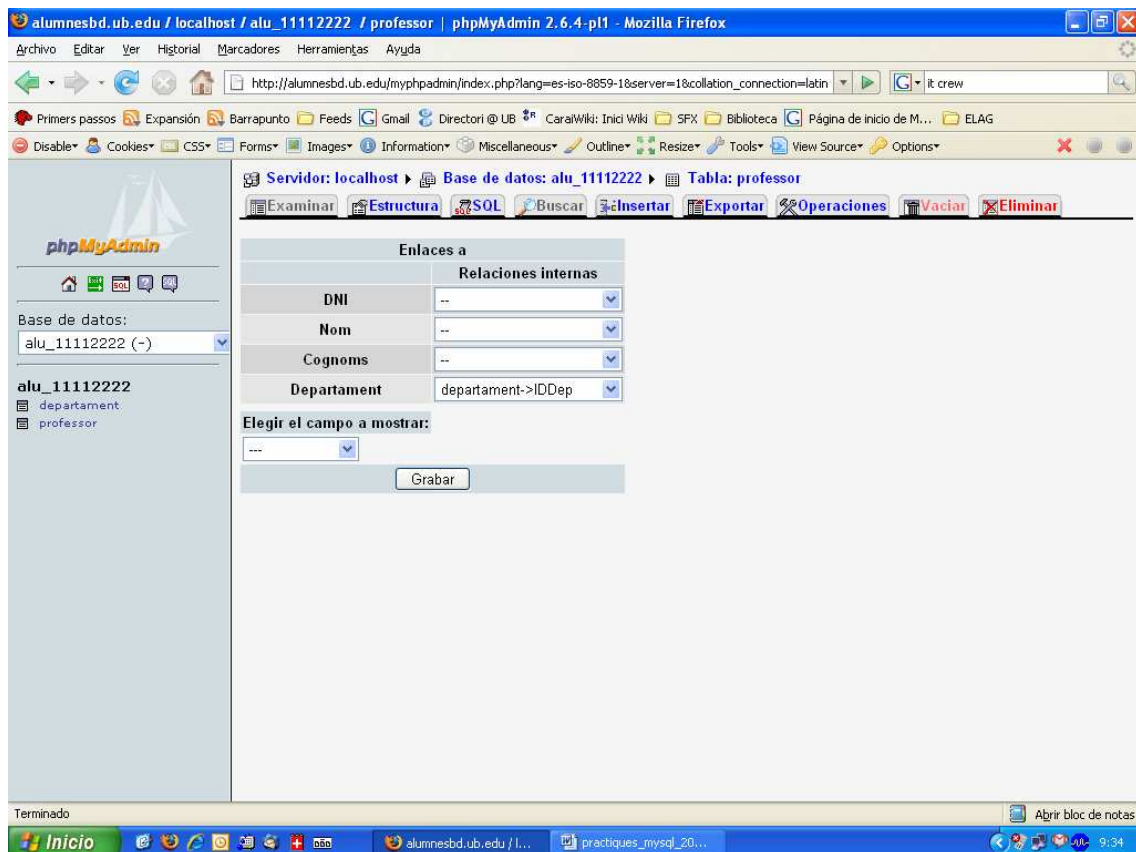 alumnesbd.ub.edu / localhost / alu_11112222 / professor | phpMyAdmin 2.6.4-pl1 - Mozilla Firefox
Archivo Editar Ver Historial Marcadores Herramientas Ayuda
http://alumnesbd.ub.edu/myphpadmin/index.php?lang=es-iso-8859-1&server=1&collation_connection=latin it crew
Primers passos Expansión Barrapunto Feeds Gmail Directori @ UB CaraiWiki: Inici Wiki SFX Biblioteca Página de inicio de M... ELAG
Disable Cookies CSS Forms Images Information Miscellaneous Outline Resize Tools View Source Options
phpMyAdmin
SQL
Base de datos:
alu_11112222 (-)
alu_11112222
departament
professor
Servidor: localhost Base de datos: alu_11112222 Tabla: professor
Examinar Estructura SQL Buscar Insertar Exportar Operaciones Vaciar Eliminar
Enlaces a
Relaciones internas
DNI --
Nom --
Cognoms --
Departament departament->IDDep
Elegir el campo a mostrar:
---
Grabar
Terminado Abrir bloc de notas
Inicio alumnesbd.ub.edu / l... practiques_mysql_20... 9:34